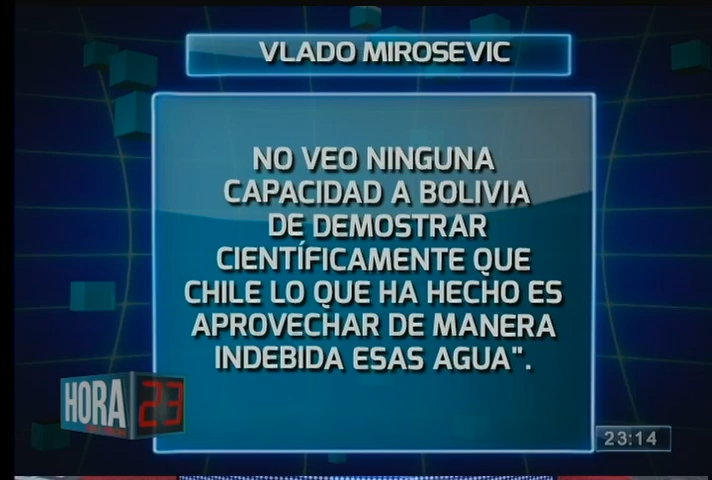 VLADO MIROSEVIC
NO VEO NINGUNA
CAPACIDAD A BOLIVIA
DE DEMOSTRAR
CIENTÍFICAMENTE QUE
CHILE LO QUE HA HECHO ES
APROVECHAR DE MANERA
INDEBIDA ESAS AGUA".
HORA 23
23:14